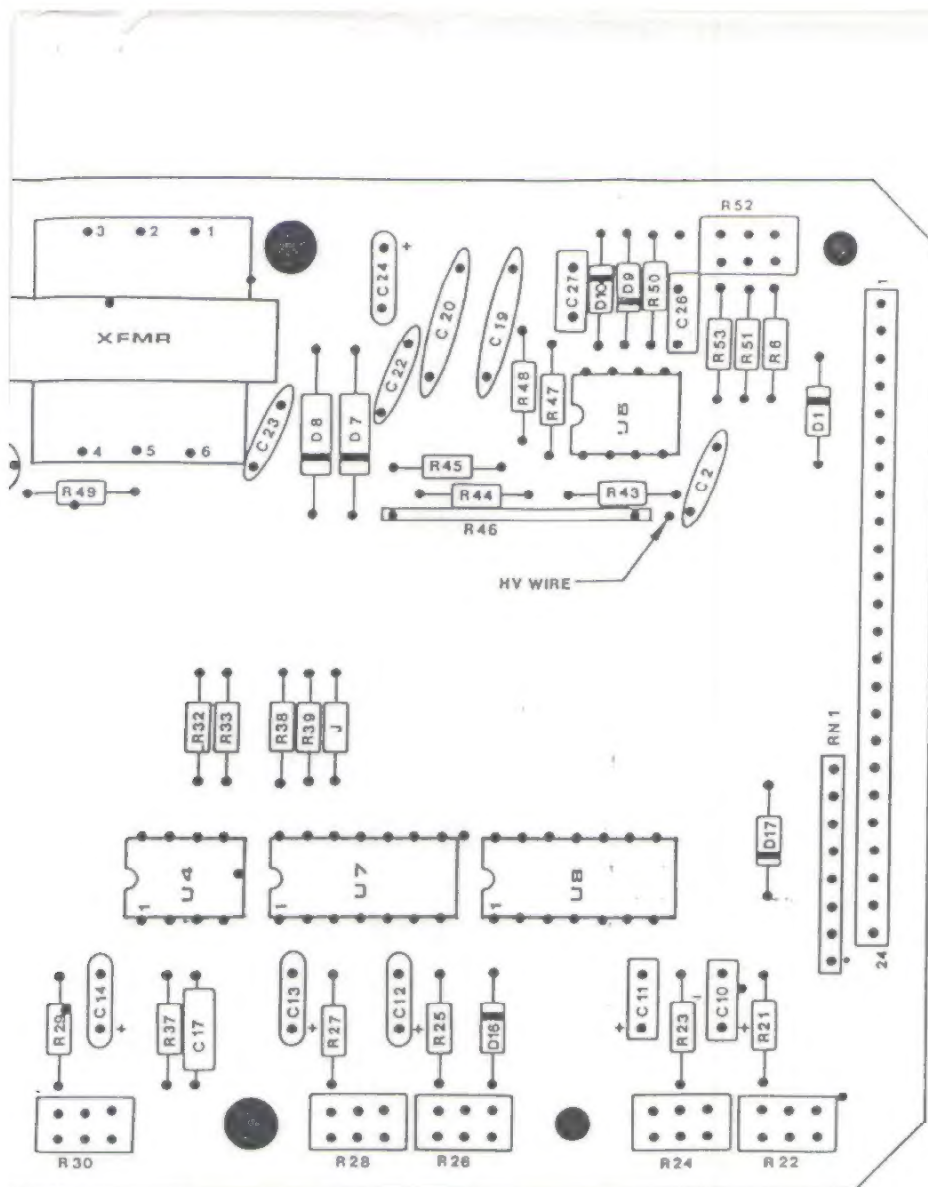 R52
3 2 1
+
C24
C20
C19
C27
D10
D9
R50
C26
1
XFMR
R53
R51
R6
C22
R48
R47
U6
D1
C23
D8
D7
4 5 6
R45
C2
R49
R44
R43
R46
HV WIRE
R32
R33
R38
R39
J
RN1
D17
U4
U7
U8
1
1
1
24
R29
C14
+
R37
C17
C13
+
R27
C12
+
R25
D16
C11
+
R23
C10
+
R21
R30
R28
R26
R24
R22